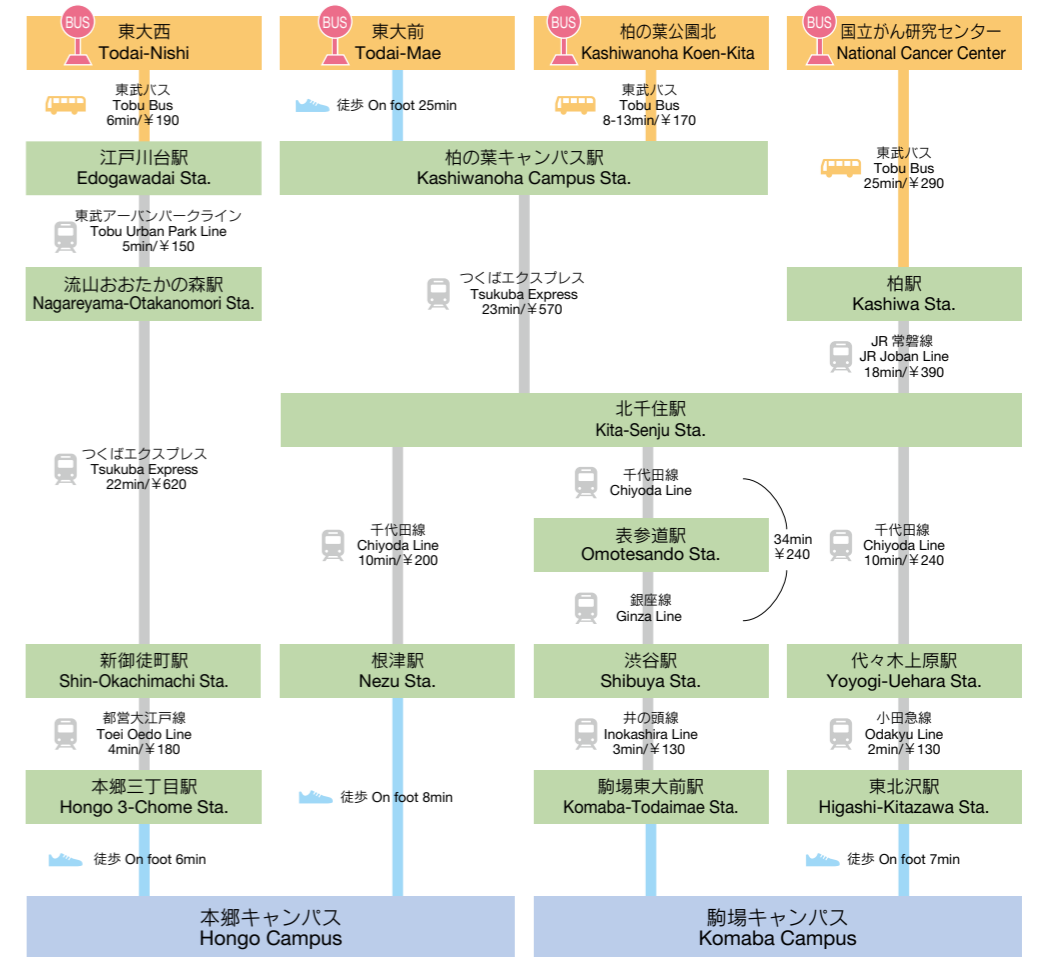 BUS
東大西
Todai-Nishi
BUS
東大前
Todai-Mae
BUS
柏の葉公園北
Kashiwanoha Koen-Kita
BUS
国立がん研究センター
National Cancer Center
東武バス
Tobu Bus
6min/¥190
徒歩 On foot 25min
東武バス
Tobu Bus
8-13min/¥170
東武バス
Tobu Bus
25min/¥290
江戸川台駅
Edogawadai Sta.
柏の葉キャンパス駅
Kashiwanoha Campus Sta.
東武アーバンパークライン
Tobu Urban Park Line
5min/¥150
流山おおたかの森駅
Nagareyama-Otakanomori Sta.
つくばエクスプレス
Tsukuba Express
23min/¥570
柏駅
Kashiwa Sta.
JR 常磐線
JR Joban Line
18min/¥390
北千住駅
Kita-Senju Sta.
つくばエクスプレス
Tsukuba Express
22min/¥620
千代田線
Chiyoda Line
10min/¥200
千代田線
Chiyoda Line
表参道駅
Omotesando Sta.
銀座線
Ginza Line
34min
¥240
千代田線
Chiyoda Line
10min/¥240
新御徒町駅
Shin-Okachimachi Sta.
根津駅
Nezu Sta.
渋谷駅
Shibuya Sta.
代々木上原駅
Yoyogi-Uehara Sta.
都営大江戸線
Toei Oedo Line
4min/¥180
井の頭線
Inokashira Line
3min/¥130
小田急線
Odakyu Line
2min/¥130
本郷三丁目駅
Hongo 3-Chome Sta.
徒歩 On foot 8min
駒場東大前駅
Komaba-Todaimae Sta.
東北沢駅
Higashi-Kitazawa Sta.
徒歩 On foot 6min
徒歩 On foot 7min
本郷キャンパス
Hongo Campus
駒場キャンパス
Komaba Campus